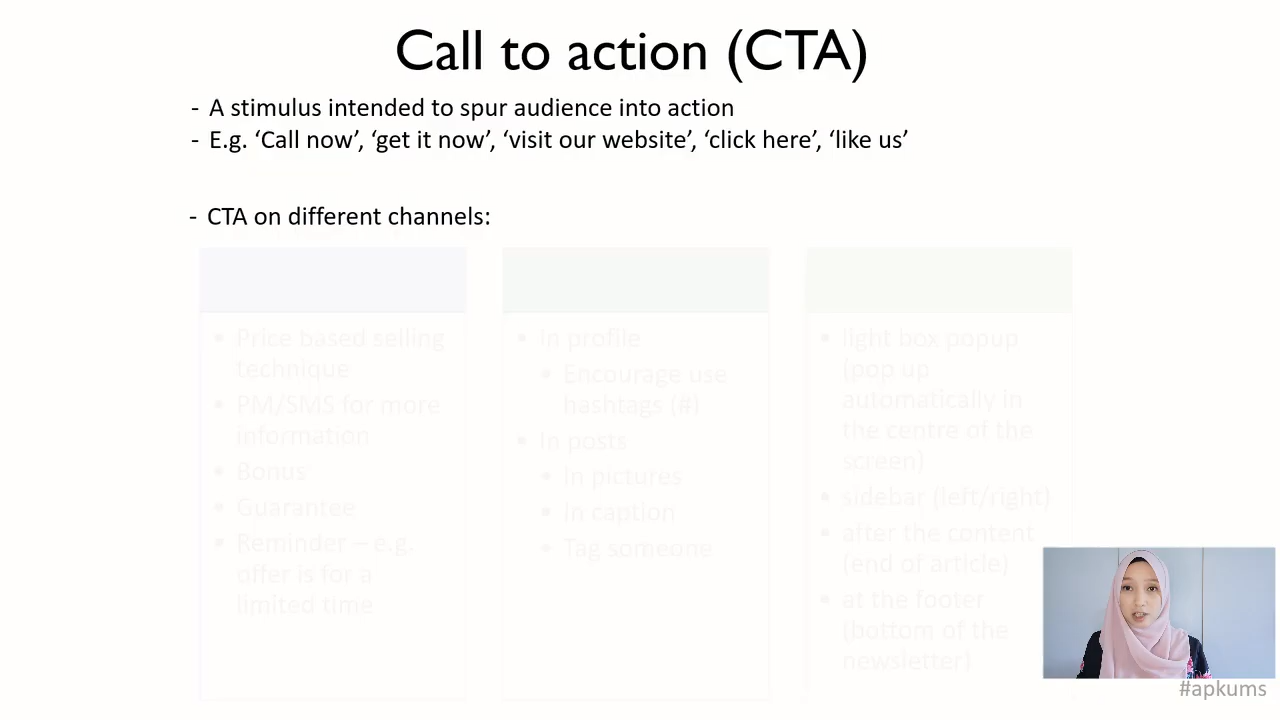 Call to action (CTA)
- A stimulus intended to spur audience into action
- E.g. ‘Call now’, ‘get it now’, ‘visit our website’, ‘click here’, ‘like us’
- CTA on different channels:
• Price based selling
technique
• PM/SMS for more
information
• Bonus
• Guarantee
• Reminder – e.g.
offer is for a
limited time
• In profile
• Encourage use
hashtags (#)
• In posts
• In pictures
• In caption
• Tag someone
• light box popup
(pop up
automatically in
the centre of the
screen)
• sidebar (left/right)
• after the content
(end of article)
• at the footer
(bottom of the
newsletter)
#apkums